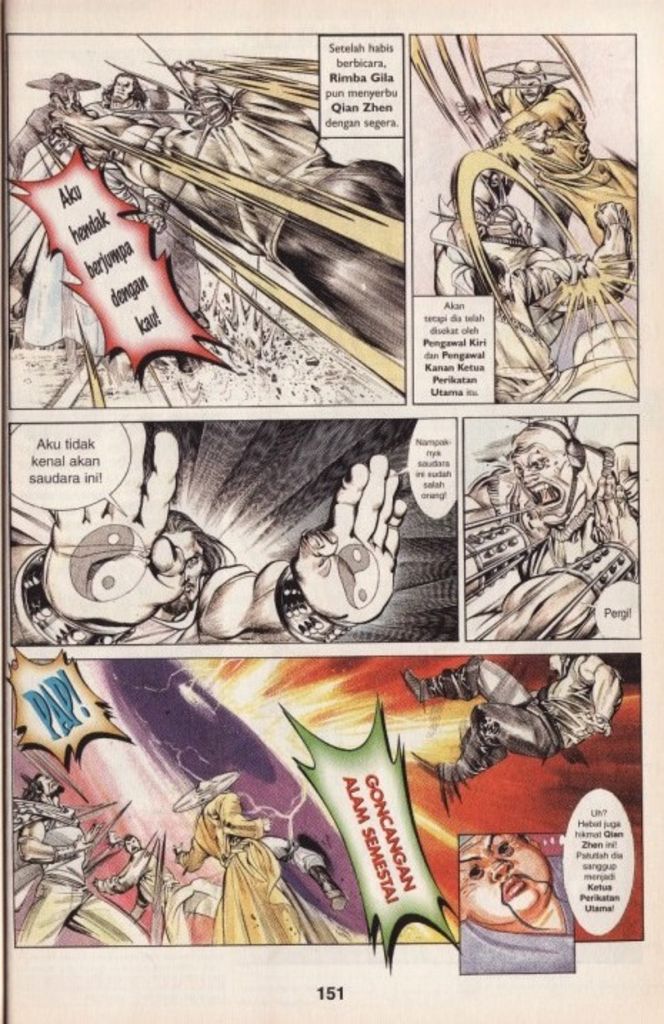 Setelah habis
berbicara,
Rimba Gila
pun menyerbu
Qian Zhen
dengan segera.
Aku
hendak
berjumpa
dengan
kau!
Akan
tetapi dia telah
disekat oleh
Pengawal Kiri
dan Pengawal
Kanan Ketua
Perikatan
Utama itu.
Aku tidak
kenal akan
saudara ini!
Nampak-
nya
saudara
ini sudah
salah
orang!
Pergi!
PAP!
GONCANGAN
ALAM SEMESTA!
Uh?
Hebat juga
hikmat Qian
Zhen ini!
Patutlah dia
sanggup
menjadi
Ketua
Perikatan
Utama!
151